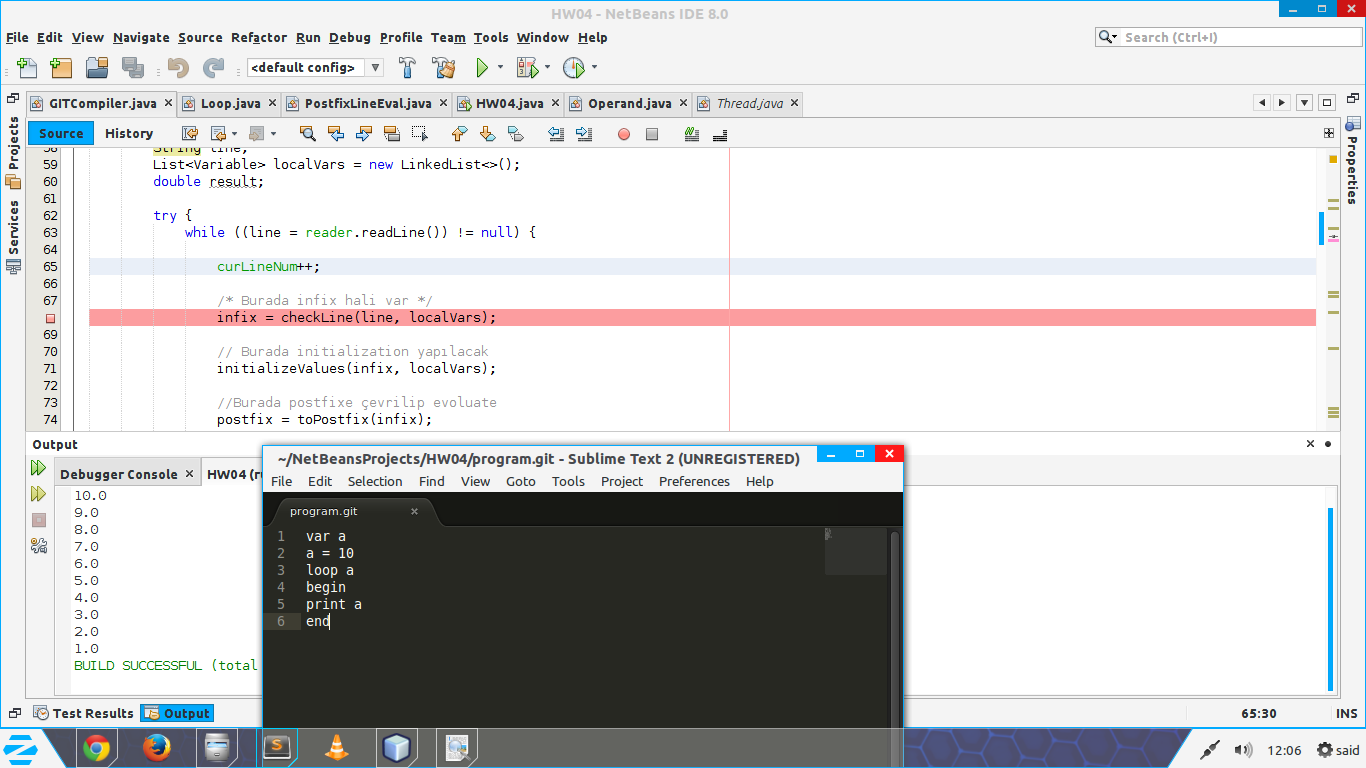 HW04 - NetBeans IDE 8.0
File Edit View Navigate Source Refactor Run Debug Profile Team Tools Window Help
Search (Ctrl+I)
<default config>
GITCompiler.java Loop.java PostfixLineEval.java HW04.java Operand.java Thread.java
Projects
Services
Properties
Source History
58 String line;
59 List<Variable> localVars = new LinkedList<>();
60 double result;
61
62 try {
63 while ((line = reader.readLine()) != null) {
64
65 curLineNum++;
66
67 /* Burada infix hali var */
infix = checkLine(line, localVars);
69
70 // Burada initialization yapılacak
71 initializeValues(infix, localVars);
72
73 //Burada postfixe çevrilip evoluate
74 postfix = toPostfix(infix);
Output
Debugger Console HW04 (
10.0
9.0
8.0
7.0
6.0
5.0
4.0
3.0
2.0
1.0
BUILD SUCCESSFUL (total
~/NetBeansProjects/HW04/program.git - Sublime Text 2 (UNREGISTERED)
File Edit Selection Find View Goto Tools Project Preferences Help
program.git
1 var a
2 a = 10
3 loop a
4 begin
5 print a
6 end
Test Results Output
65:30 INS
12:06 said